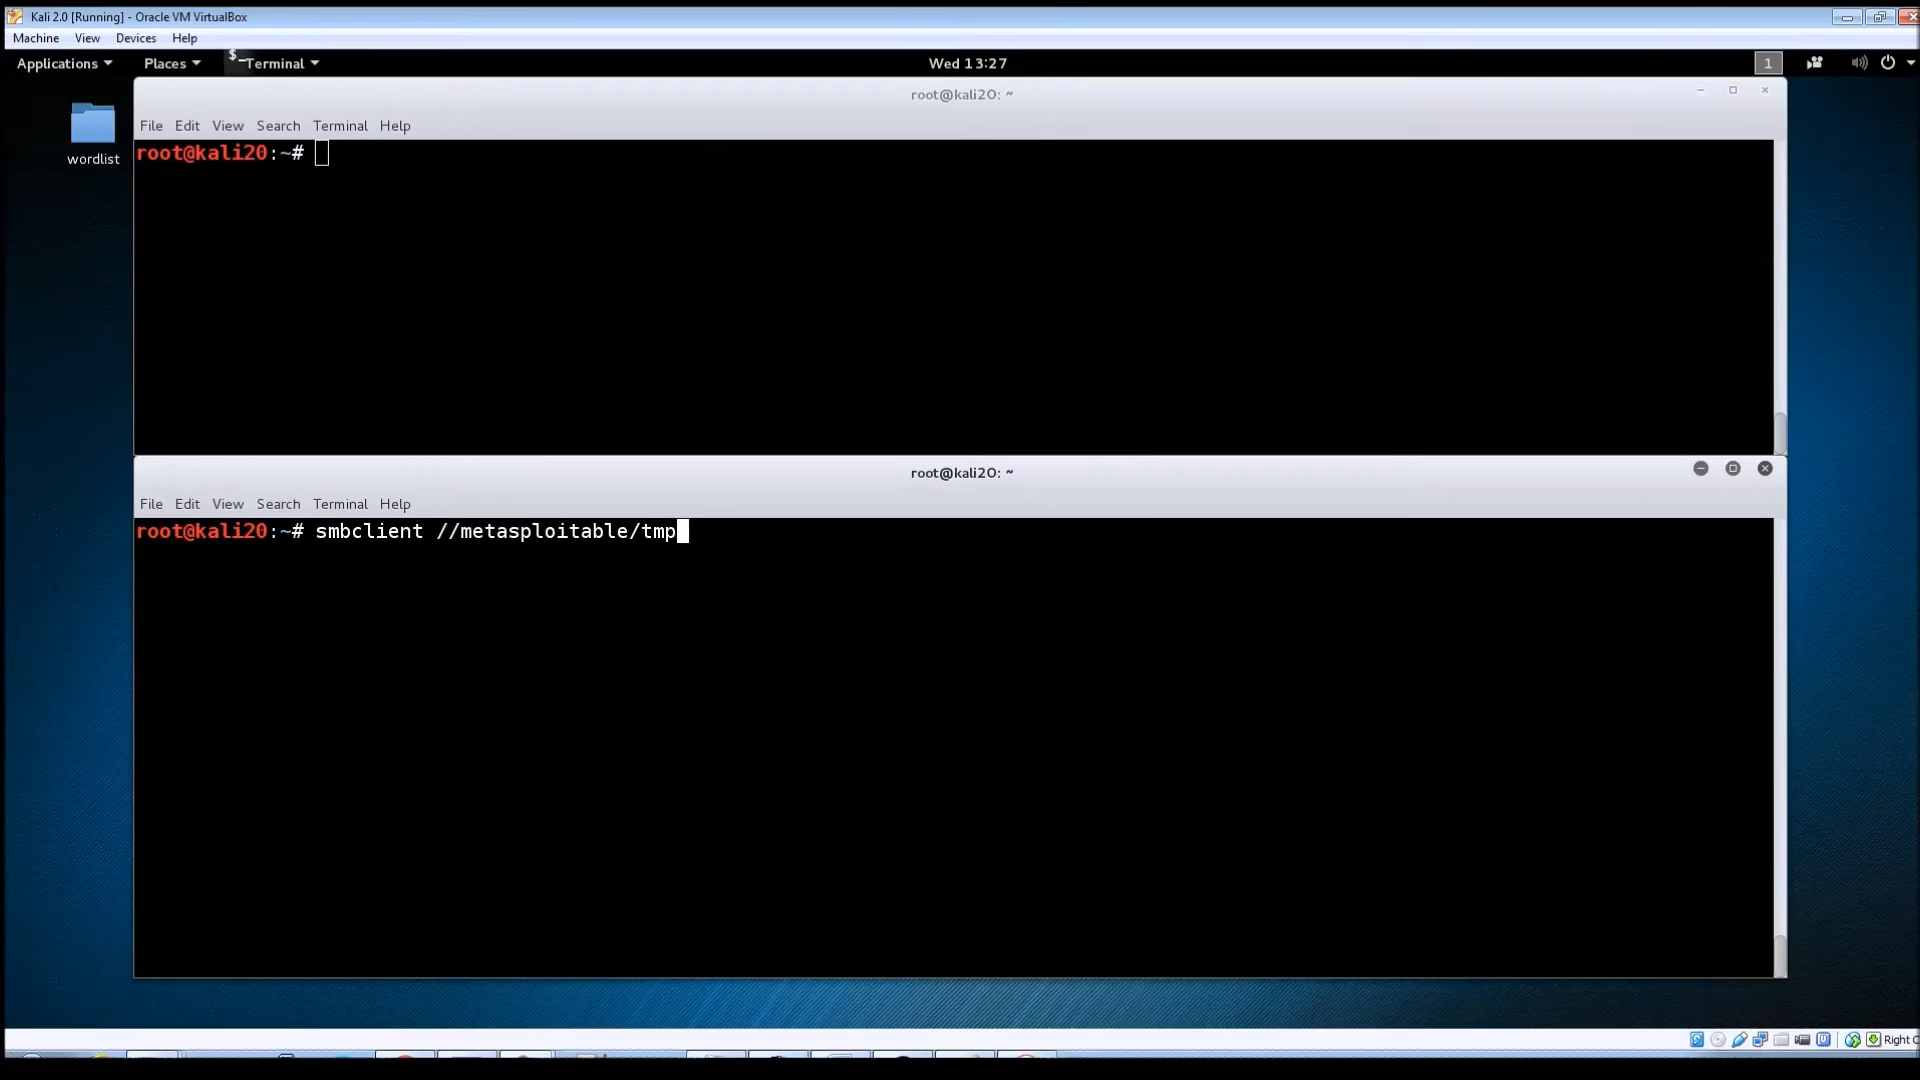 Kali 2.0 [Running] - Oracle VM VirtualBox
Machine View Devices Help
Applications Places $_Terminal Wed 13:27 1
wordlist
root@kali20: ~
File Edit View Search Terminal Help
root@kali20:~#
root@kali20: ~
File Edit View Search Terminal Help
root@kali20:~# smbclient //metasploitable/tmp
Right C